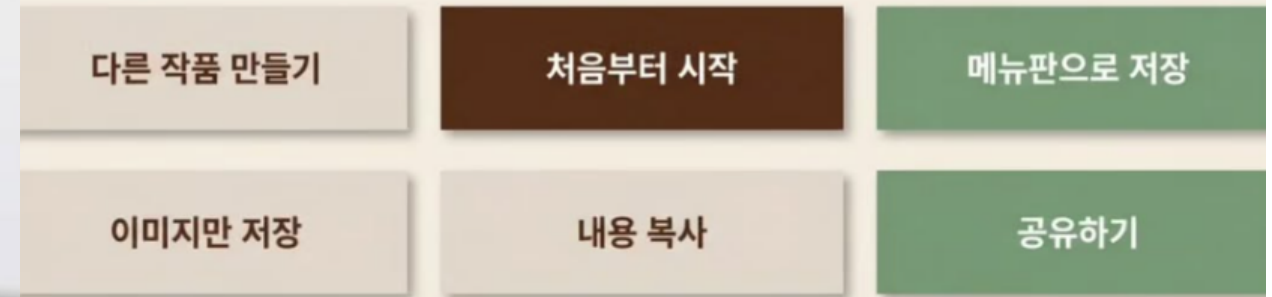 다른 작품 만들기
처음부터 시작
메뉴판으로 저장
이미지만 저장
내용 복사
공유하기